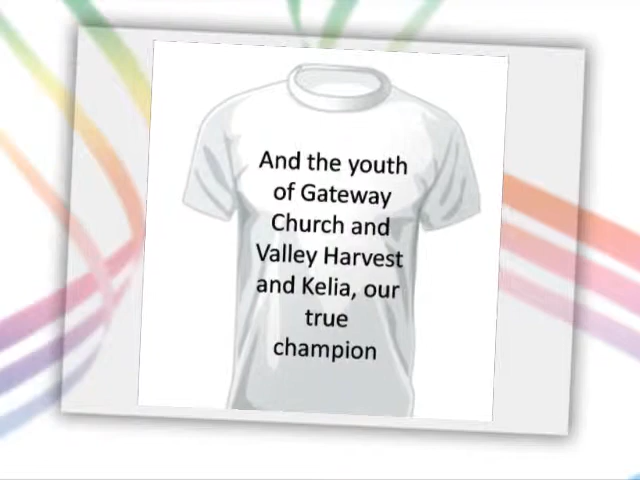 And the youth
of Gateway
Church and
Valley Harvest
and Kelia, our
true
champion